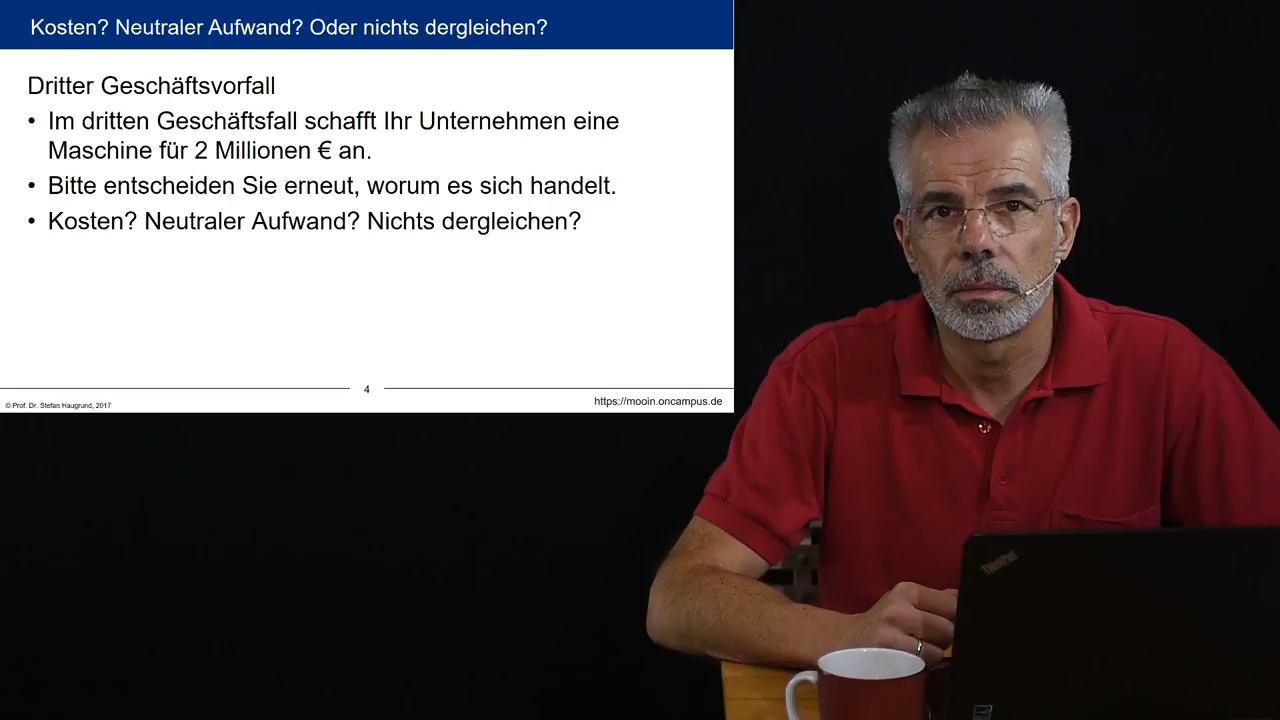 Kosten? Neutraler Aufwand? Oder nichts dergleichen?
Dritter Geschäftsvorfall
• Im dritten Geschäftsfall schafft Ihr Unternehmen eine
Maschine für 2 Millionen € an.
• Bitte entscheiden Sie erneut, worum es sich handelt.
• Kosten? Neutraler Aufwand? Nichts dergleichen?
4
© Prof. Dr. Stefan Haugrund, 2017
https://mooin.oncampus.de
ThinkPad